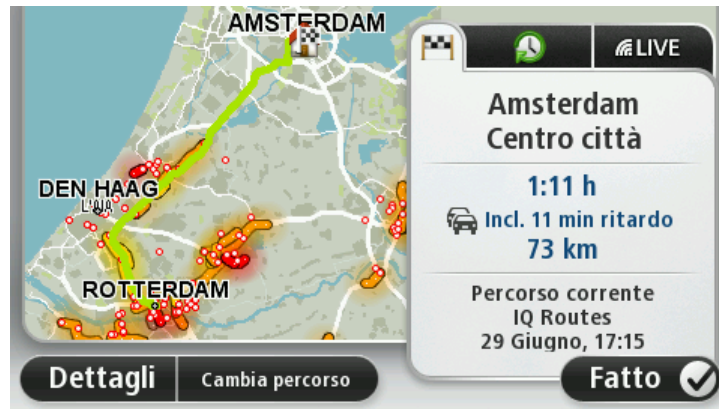 AMSTERDAM
DEN HAAG
L'AIA
ROTTERDAM
LIVE
Amsterdam
Centro città
1:11 h
Incl. 11 min ritardo
73 km
Percorso corrente
IQ Routes
29 Giugno, 17:15
Dettagli
Cambia percorso
Fatto